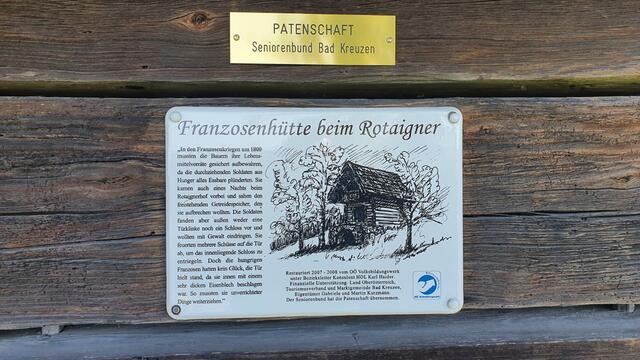 PATENSCHAFT
Seniorenbund Bad Kreuzen
Franzosenhütte beim Rotaigner
„In den Franzosenkriegen um 1800
mussten die Bauern ihre Lebens-
mittelvorräte gesichert aufbewahren,
da die durchziehenden Soldaten aus
Hunger alles Essbare plünderten. Sie
kamen auch eines Nachts beim
Rotaignerhof vorbei und sahen den
freistehenden Getreidespeicher, den
sie aufbrechen wollten. Die Soldaten
fanden aber außen weder eine
Türklinke noch ein Schloss vor und
wollten mit Gewalt eindringen. Sie
feuerten mehrere Schüsse auf die Tür
ab, um das innenliegende Schloss zu
entriegeln. Doch die hungrigen
Franzosen hatten kein Glück, die Tür
hielt stand, da sie innen mit einem
sehr dicken Eisenblech beschlagen
war. So mussten sie unverrichteter
Dinge weiterziehen.“
Restauriert 2007 - 2008 vom OÖ Volksbildungswerk
unter Bezirksleiter Konsulent HOL Karl Haider.
Finanzielle Unterstützung: Land Oberösterreich,
Tourismusverband und Marktgemeinde Bad Kreuzen,
Eigentümer Gabriela und Martin Kurzmann.
Der Seniorenbund hat die Patenschaft übernommen.